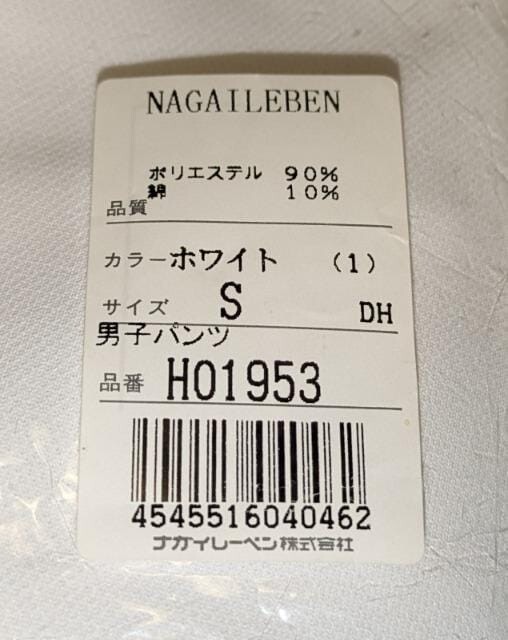 NAGAILEBEN
ポリエステル 90%
綿 10%
品質
カラーホワイト (1)
サイズ S DH
男子パンツ
品番 HO1953
4545516040462
ナガイレーベン株式会社